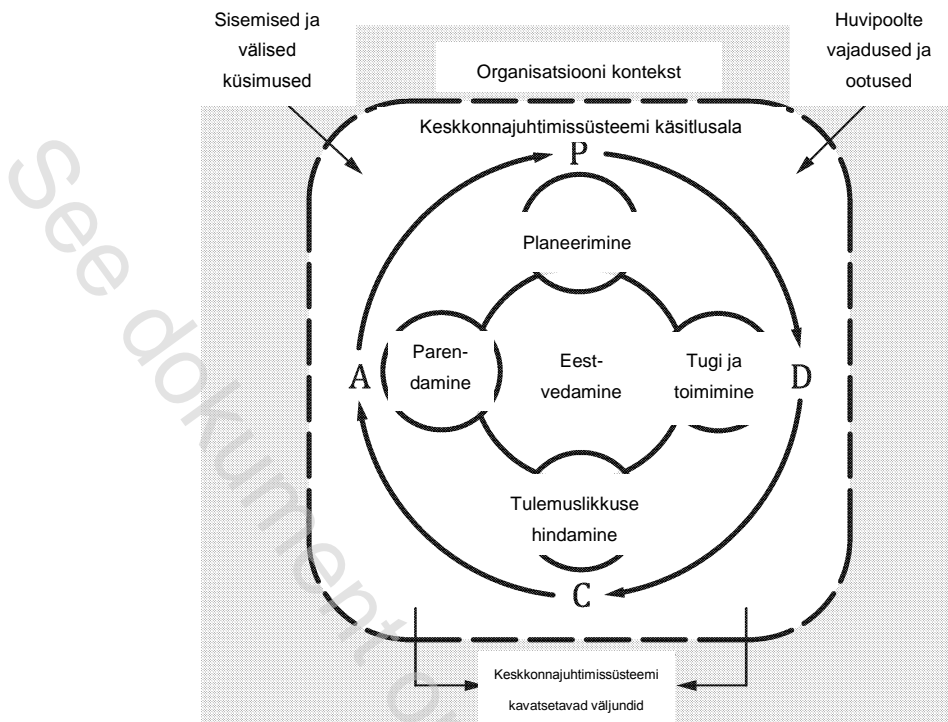 Sisemised ja
välised
küsimused
Huvipoolte
vajadused ja
ootused
Organisatsiooni kontekst
Keskkonnajuhtimissüsteemi käsitlusala
P
Planeerimine
A
Paren-
damine
Eest-
vedamine
Tugi ja
toimimine
D
Tulemuslikkuse
hindamine
C
Keskkonnajuhtimissüsteemi
kavatsetavad väljundid
See dokument